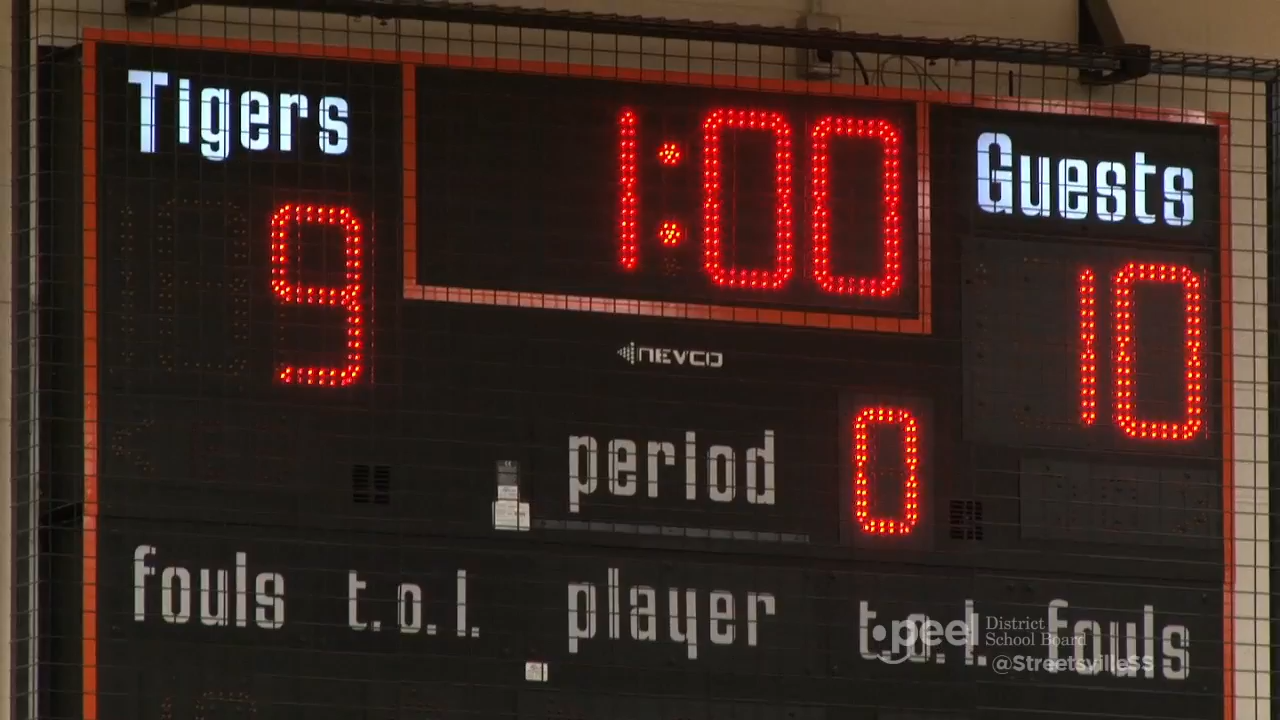 Tigers
1:00
Guests
9
10
NEVCO
period 0
fouls t.o.l. player t.o.l. fouls
peel District
School Board
@StreetsvilleSS